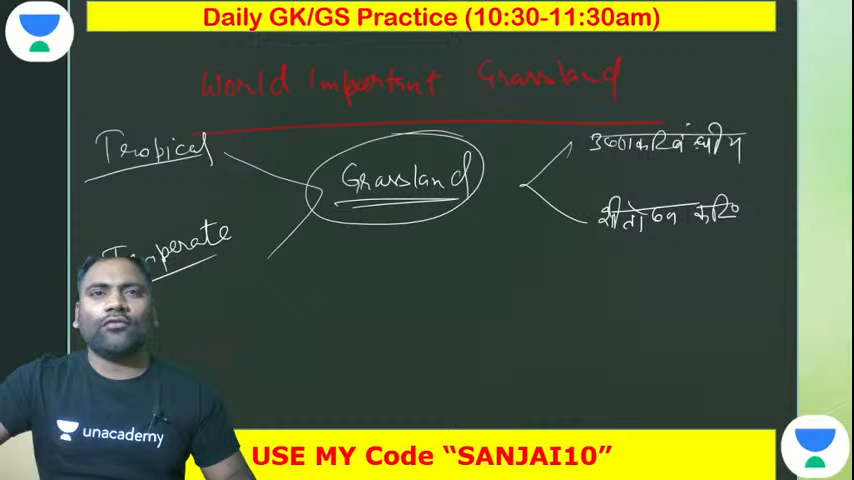 Daily GK/GS Practice (10:30-11:30am)
World Important Grassland
Tropical
Grassland
उष्णकटिबंधीय
Temperate
शीतोष्ण कटि०
unacademy
USE MY Code “SANJAI10”